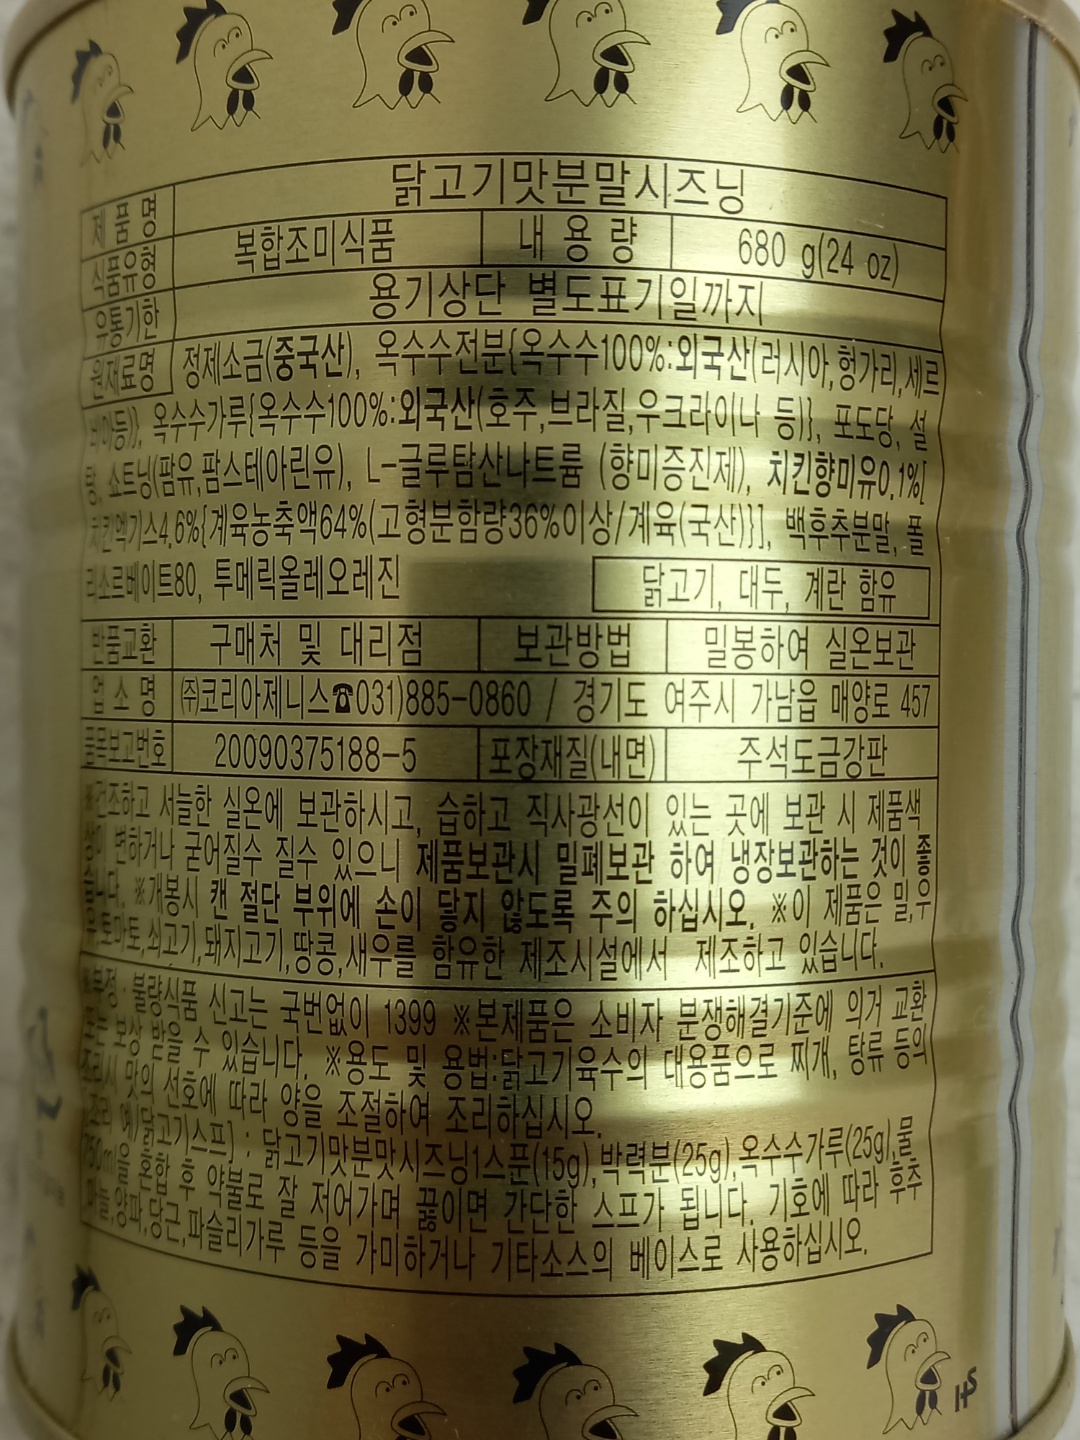 제품명 닭고기맛분말시즈닝
식품유형 복합조미식품 내용량 680 g(24 oz)
유통기한 용기상단 별도표기일까지
원재료명 정제소금(중국산), 옥수수전분{옥수수100%:외국산(러시아,헝가리,세르
비아등)}, 옥수수가루{옥수수100%:외국산(호주,브라질,우크라이나 등)}, 포도당, 설
탕, 쇼트닝(팜유,팜스테아린유), L-글루탐산나트륨 (향미증진제), 치킨향미유0.1%[
치킨엑기스4.6%{계육농축액64%(고형분함량36%이상/계육(국산)}], 백후추분말, 폴
리소르베이트80, 투메릭올레오레진
닭고기, 대두, 계란 함유
반품교환 구매처 및 대리점 보관방법 밀봉하여 실온보관
업소명 ㈜코리아제니스☎031)885-0860 / 경기도 여주시 가남읍 매양로 457
품목보고번호 20090375188-5 포장재질(내면) 주석도금강판
※건조하고 서늘한 실온에 보관하시고, 습하고 직사광선이 있는 곳에 보관 시 제품색
상이 변하거나 굳어질수 질수 있으니 제품보관시 밀폐보관 하여 냉장보관하는 것이 좋
습니다. ※개봉시 캔 절단 부위에 손이 닿지 않도록 주의 하십시오. ※이 제품은 밀,우
유,토마토,쇠고기,돼지고기,땅콩,새우를 함유한 제조시설에서 제조하고 있습니다.
※부정·불량식품 신고는 국번없이 1399 ※본제품은 소비자 분쟁해결기준에 의거 교환
또는 보상 받을 수 있습니다. ※용도 및 용법:닭고기육수의 대용품으로 찌개, 탕류 등의
조리시 맛의 선호에 따라 양을 조절하여 조리하십시오.
[조리 예(닭고기스프] : 닭고기맛분맛시즈닝1스푼(15g),박력분(25g),옥수수가루(25g),물
750ml을 혼합 후 약불로 잘 저어가며 끓이면 간단한 스프가 됩니다. 기호에 따라 후추
마늘,양파,당근,파슬리가루 등을 가미하거나 기타소스의 베이스로 사용하십시오.
HS